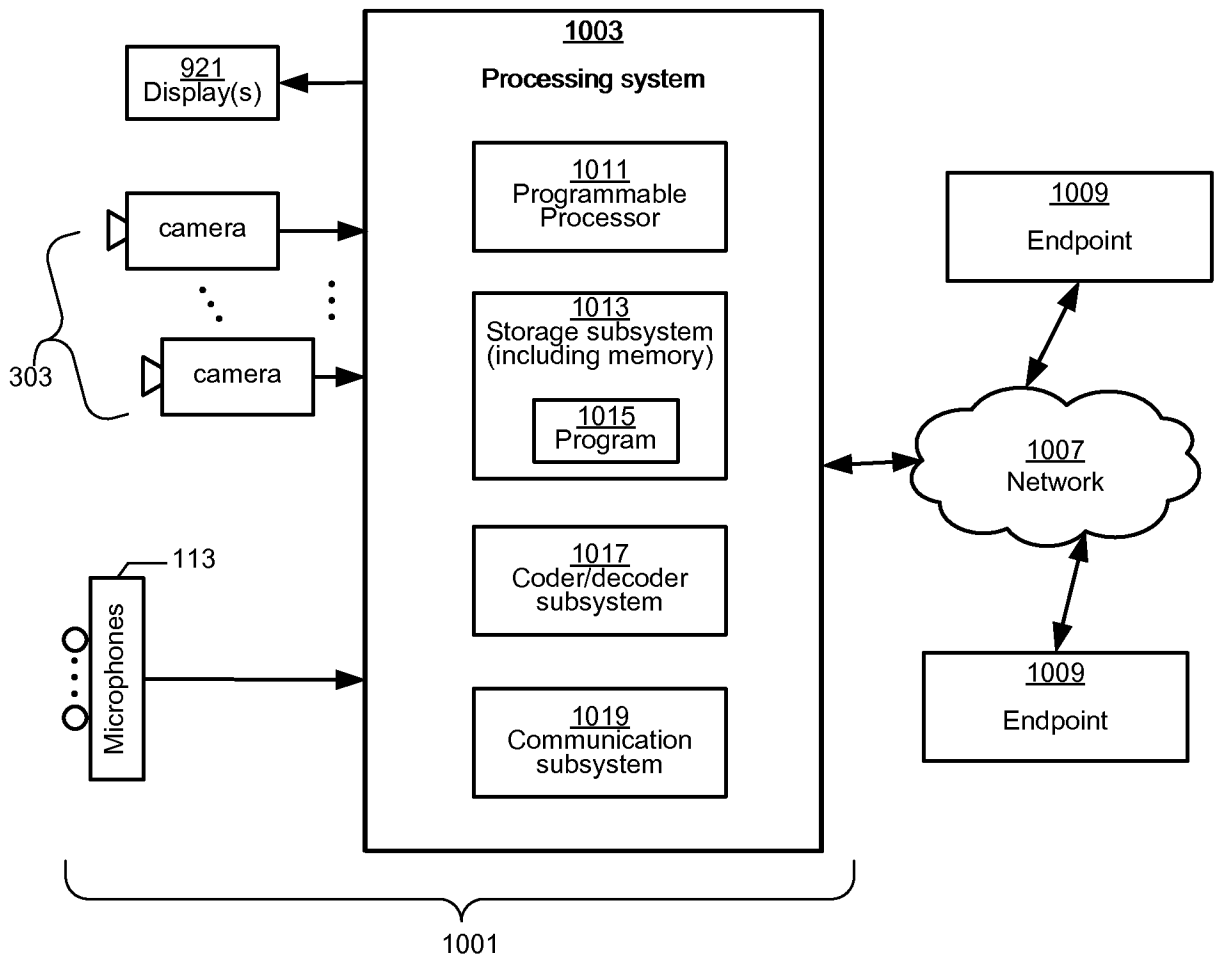 1003
Processing system
921
Display(s)
camera
camera
303
113
Microphones
1011
Programmable
Processor
1013
Storage subsystem
(including memory)
1015
Program
1017
Coder/decoder
subsystem
1019
Communication
subsystem
1009
Endpoint
1007
Network
1009
Endpoint
1001